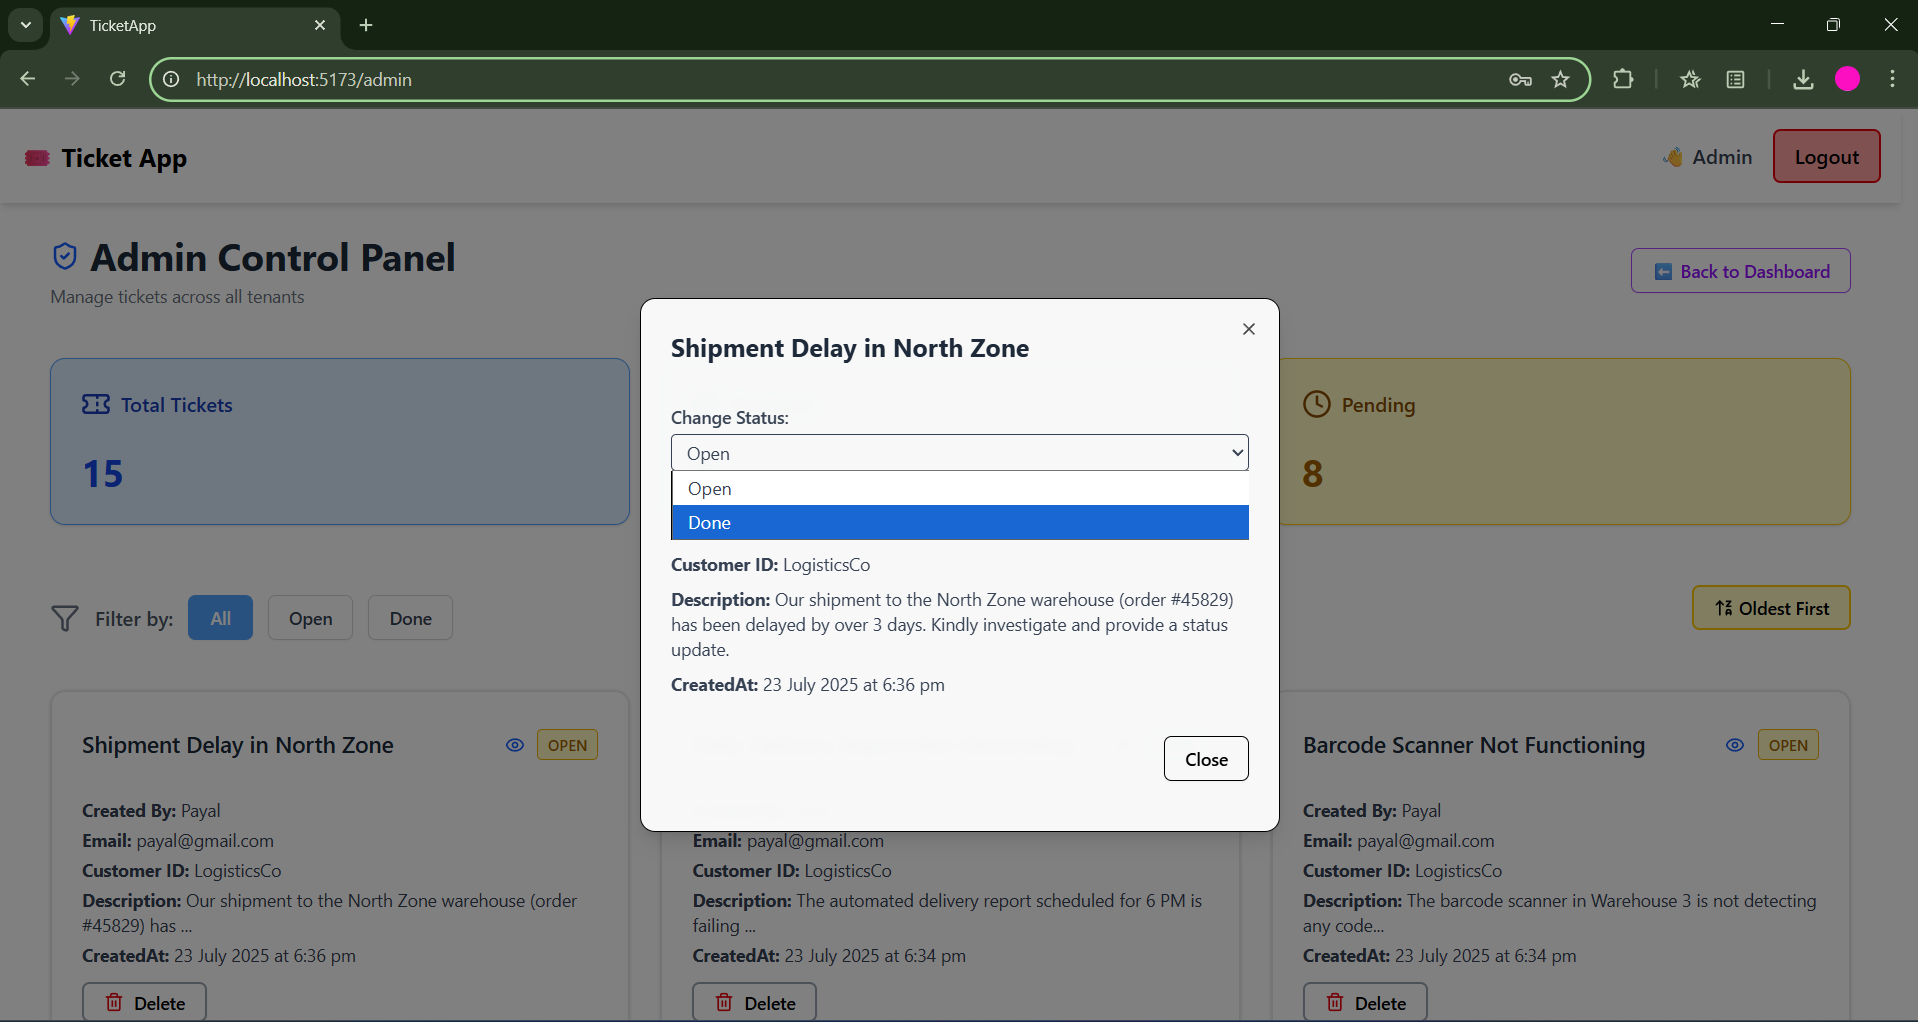 TicketApp
http://localhost:5173/admin
Ticket App
Admin
Logout
Admin Control Panel
Manage tickets across all tenants
Back to Dashboard
Total Tickets
15
Pending
8
Shipment Delay in North Zone
Change Status:
Open
Open
Done
Customer ID: LogisticsCo
Description: Our shipment to the North Zone warehouse (order #45829)
has been delayed by over 3 days. Kindly investigate and provide a status
update.
CreatedAt: 23 July 2025 at 6:36 pm
Close
Filter by:
All
Open
Done
Oldest First
Shipment Delay in North Zone
OPEN
Created By: Payal
Email: payal@gmail.com
Customer ID: LogisticsCo
Description: Our shipment to the North Zone warehouse (order
#45829) has ...
CreatedAt: 23 July 2025 at 6:36 pm
Delete
Email: payal@gmail.com
Customer ID: LogisticsCo
Description: The automated delivery report scheduled for 6 PM is
failing ...
CreatedAt: 23 July 2025 at 6:34 pm
Delete
Barcode Scanner Not Functioning
OPEN
Created By: Payal
Email: payal@gmail.com
Customer ID: LogisticsCo
Description: The barcode scanner in Warehouse 3 is not detecting
any code...
CreatedAt: 23 July 2025 at 6:34 pm
Delete